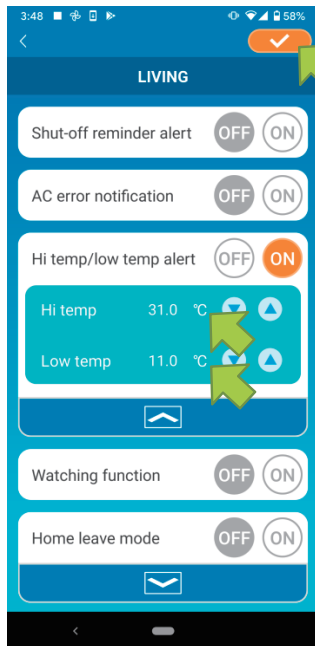 3:48 58%
LIVING
Shut-off reminder alert OFF ON
AC error notification OFF ON
Hi temp/low temp alert OFF ON
Hi temp 31.0 ℃
Low temp 11.0 ℃
Watching function OFF ON
Home leave mode OFF ON